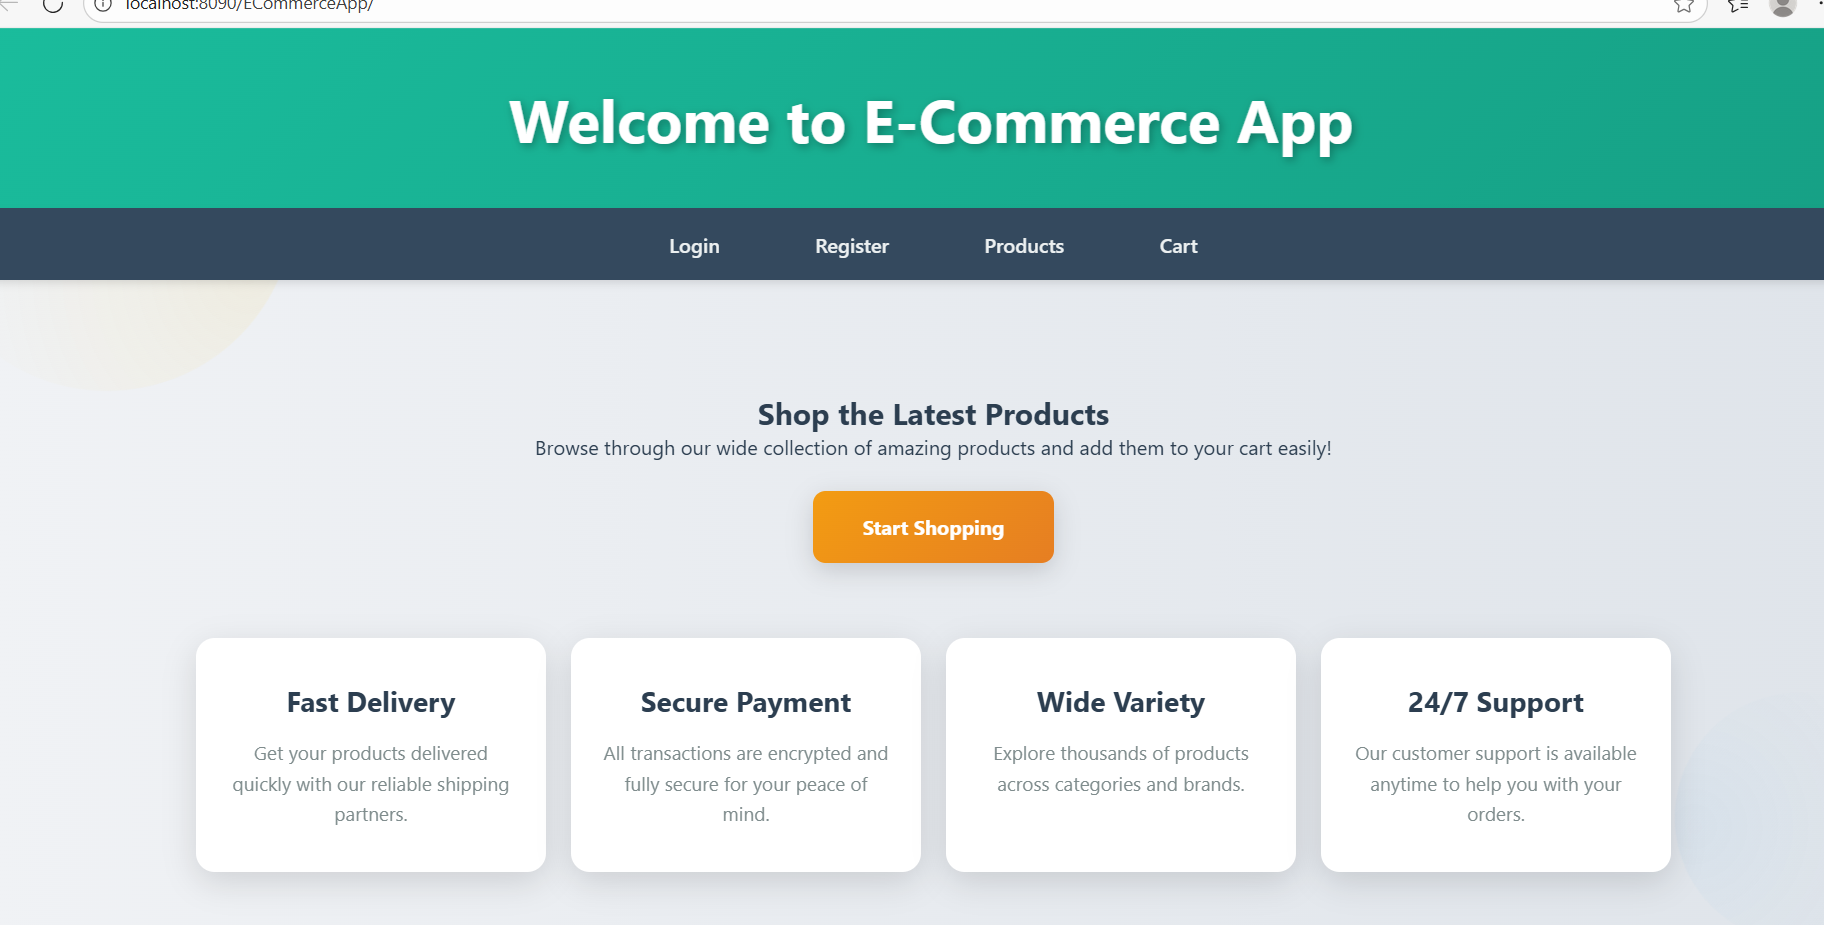 localhost:8090/ECommerceApp/
Welcome to E-Commerce App
Login Register Products Cart
Shop the Latest Products
Browse through our wide collection of amazing products and add them to your cart easily!
Start Shopping
Fast Delivery
Get your products delivered
quickly with our reliable shipping
partners.
Secure Payment
All transactions are encrypted and
fully secure for your peace of
mind.
Wide Variety
Explore thousands of products
across categories and brands.
24/7 Support
Our customer support is available
anytime to help you with your
orders.